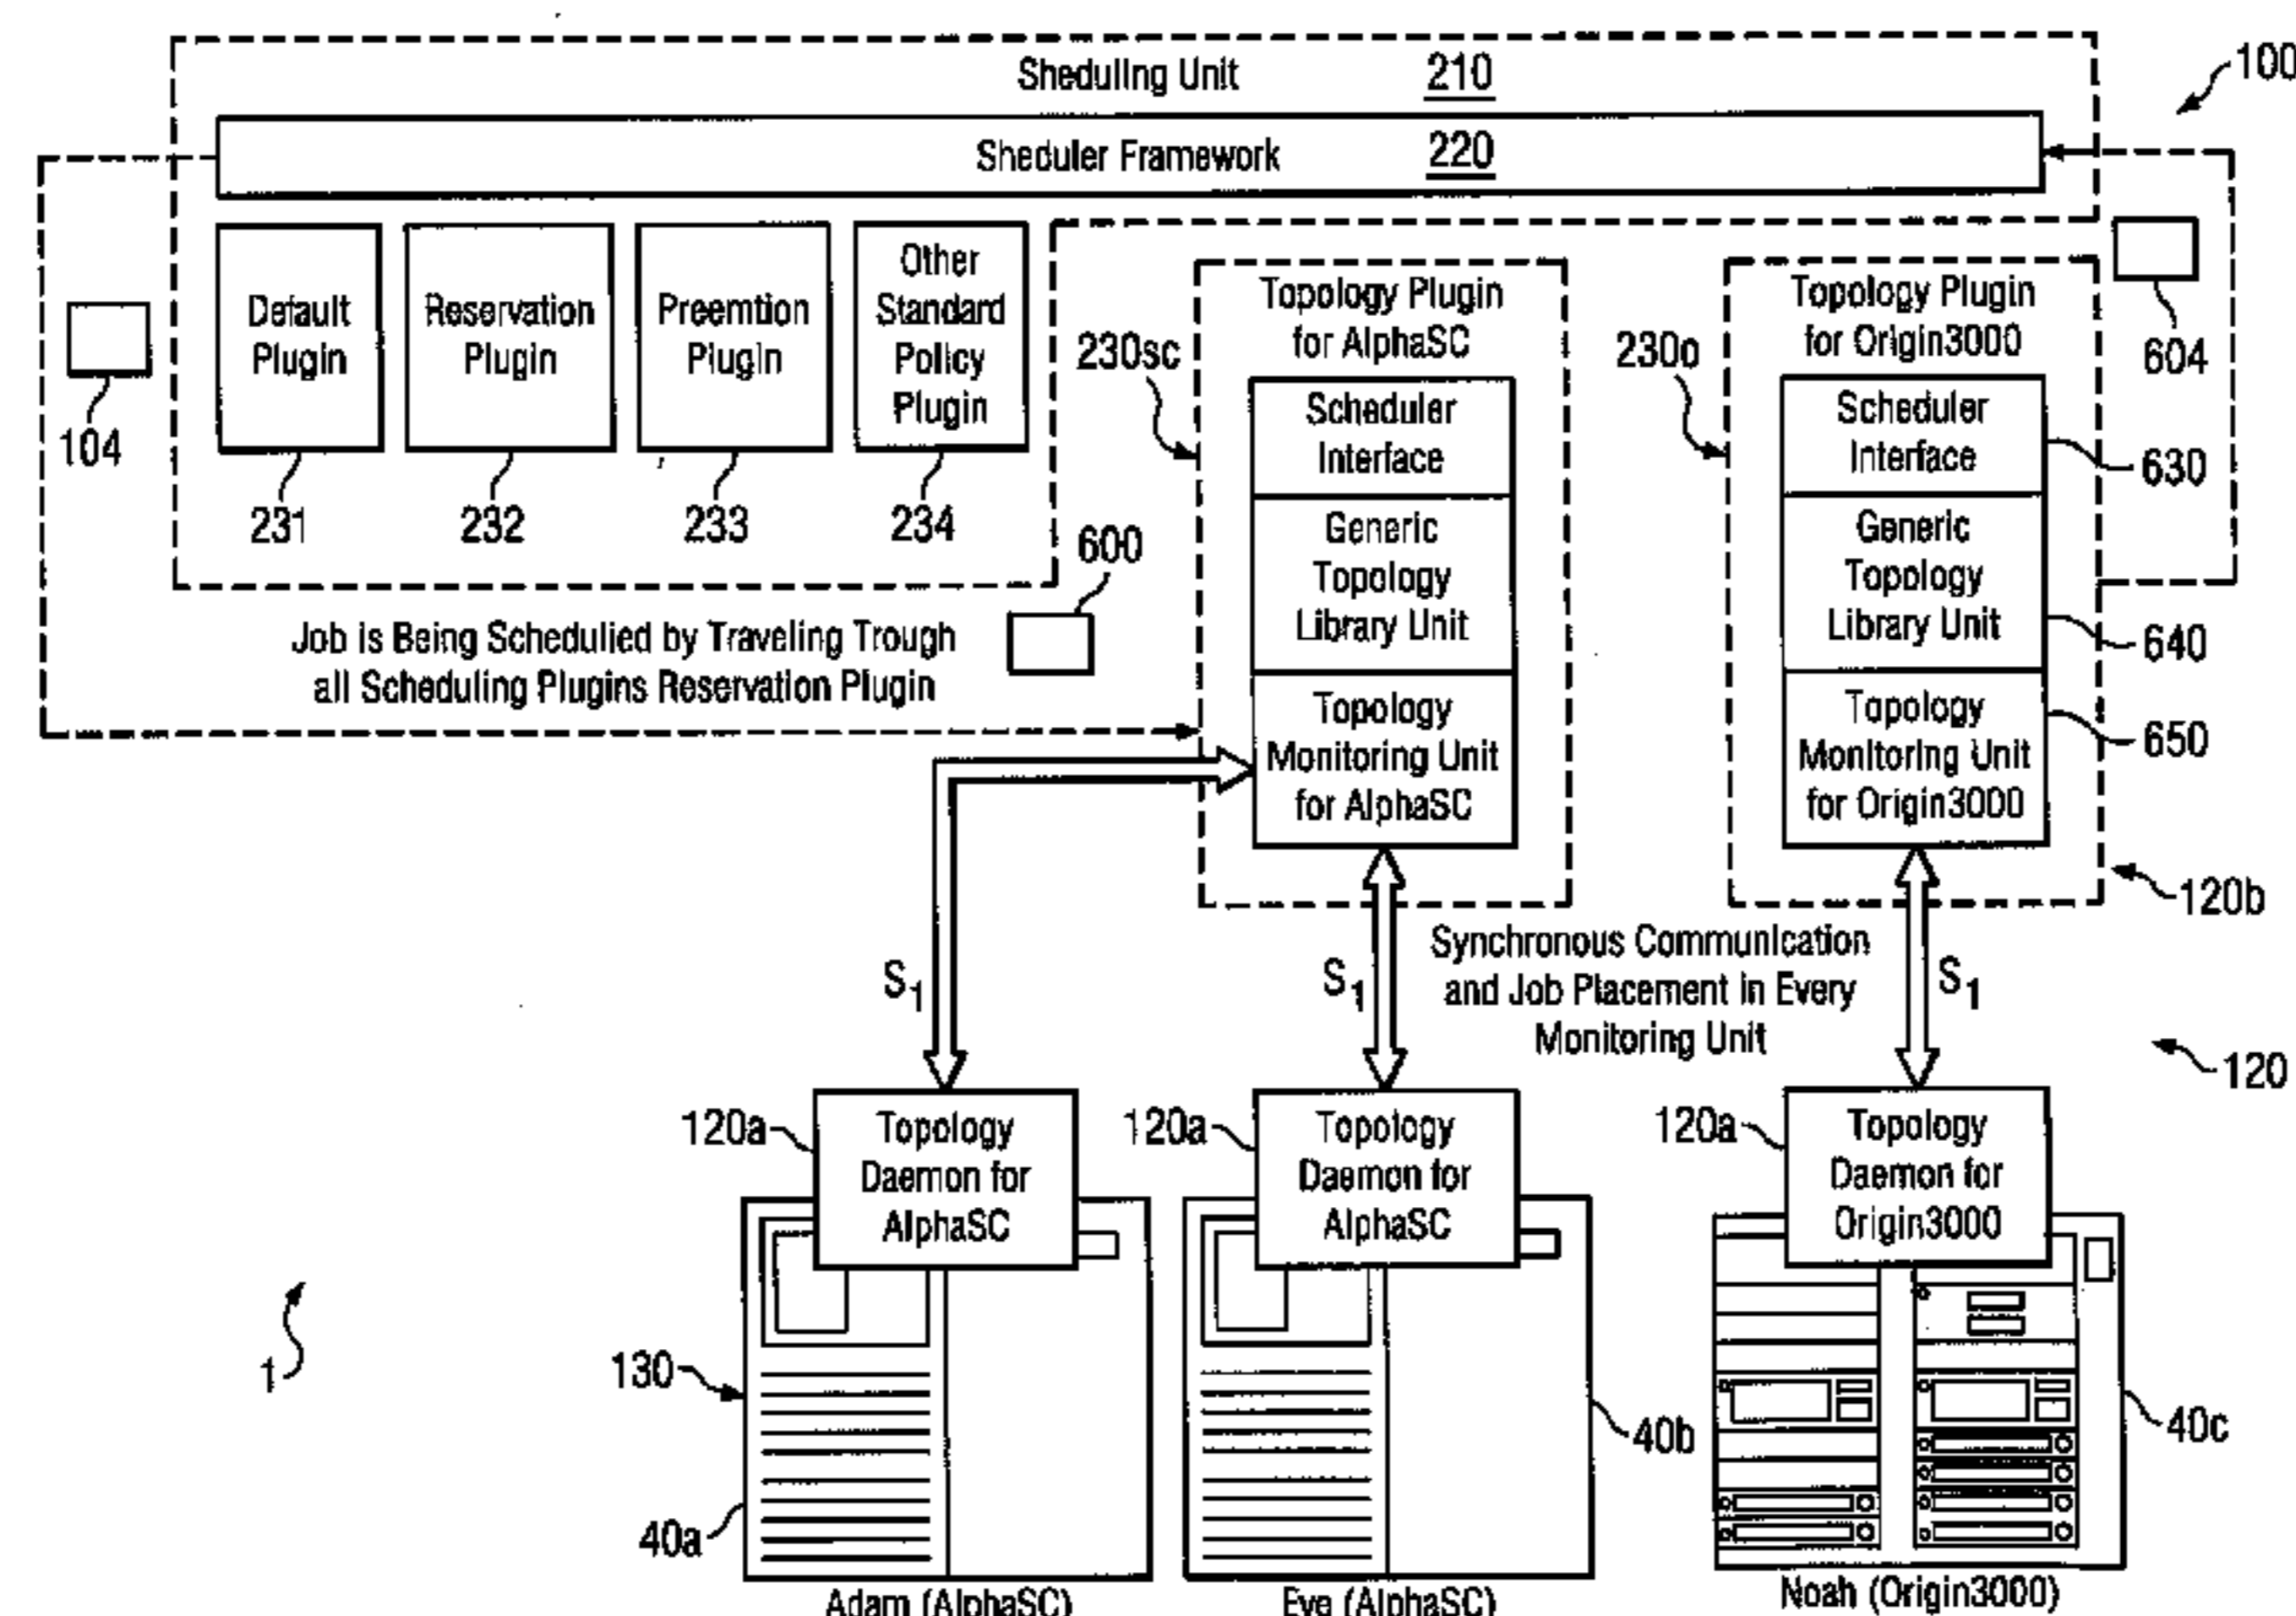 Sheduling Unit 210
100
Sheduler Framework 220
Default
Plugin
Reservation
Plugin
Preemtion
Plugin
Other
Standard
Policy
Plugin
104
231
232
233
234
600
Job is Being Schedulied by Traveling Trough
all Scheduling Plugins Reservation Plugin
Topology Plugin
for AlphaSC
230sc
Scheduler
Interface
Generic
Topology
Library Unit
Topology
Monitoring Unit
for AlphaSC
Topology Plugin
for Origin3000
230o
604
Scheduler
Interface
630
Generic
Topology
Library Unit
640
Topology
Monitoring Unit
for Origin3000
650
120b
S1
S1
Synchronous Communication
and Job Placement in Every
Monitoring Unit
S1
120
120a
Topology
Daemon for
AlphaSC
120a
Topology
Daemon for
AlphaSC
120a
Topology
Daemon for
Origin3000
1
130
40a
40b
40c
Adam (AlphaSC)
Eve (AlphaSC)
Noah (Origin3000)